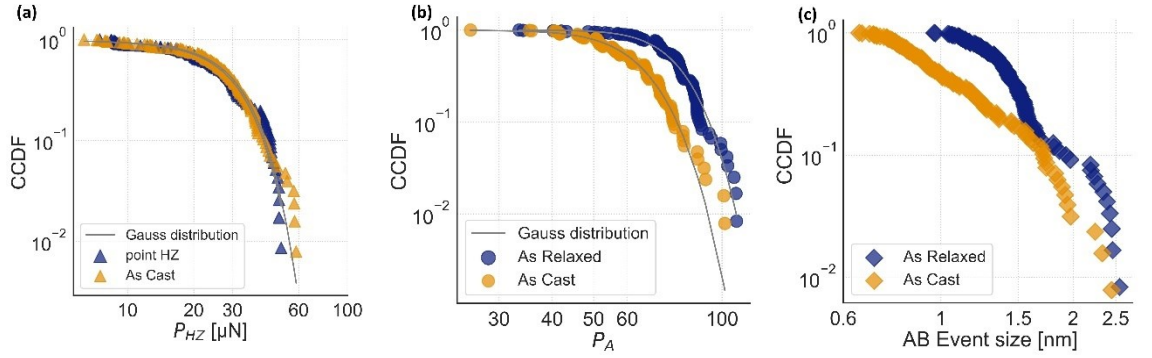 (a)
CCDF
10⁰
10⁻¹
10⁻²
Gauss distribution
point HZ
As Cast
10 30 60 100
P_HZ [µN]
(b)
CCDF
10⁰
10⁻¹
10⁻²
Gauss distribution
As Relaxed
As Cast
30 40 50 60 100
P_A
(c)
CCDF
10⁰
10⁻¹
10⁻²
As Relaxed
As Cast
0.6 1 1.5 2 2.5
AB Event size [nm]